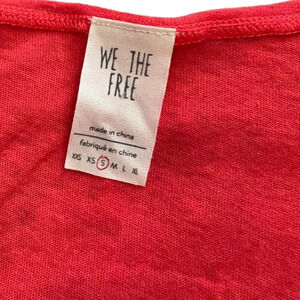 WE THE
FREE
made in china
fabriqué en chine
XXS XS S M L XL